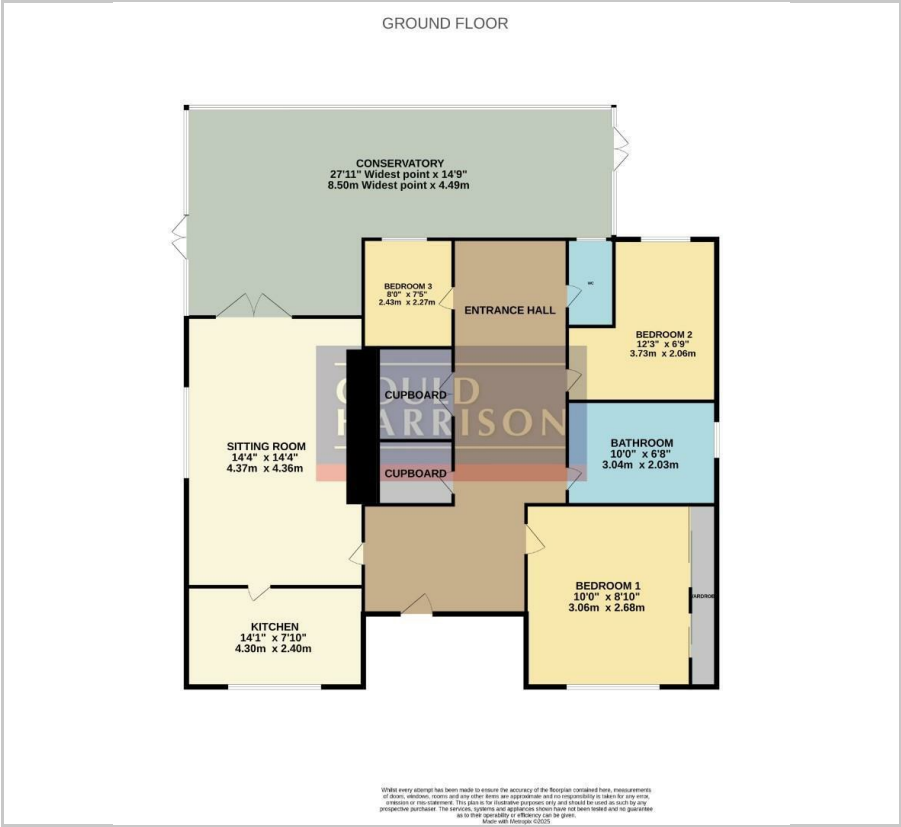 GROUND FLOOR
CONSERVATORY
27'11" Widest point x 14'9"
8.50m Widest point x 4.49m
BEDROOM 3
8'0" x 7'5"
2.43m x 2.27m
ENTRANCE HALL
WC
BEDROOM 2
12'3" x 6'9"
3.73m x 2.06m
GOULD
HARRISON
CUPBOARD
CUPBOARD
SITTING ROOM
14'4" x 14'4"
4.37m x 4.36m
BATHROOM
10'0" x 6'8"
3.04m x 2.03m
BEDROOM 1
10'0" x 8'10"
3.06m x 2.68m
KITCHEN
14'1" x 7'10"
4.30m x 2.40m
Whilst every attempt has been made to ensure the accuracy of the floorplan contained here, measurements
of doors, windows, rooms and any other items are approximate and no responsibility is taken for any error,
omission or mis-statement. This plan is for illustrative purposes only and should be used as such by any
prospective purchaser. The services, systems and appliances shown have not been tested and no guarantee
as to their operability or efficiency can be given.
Made with Metropix ©2025